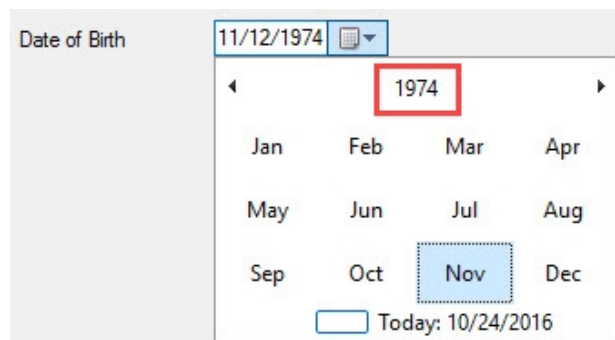 Date of Birth 11/12/1974
1974
Jan Feb Mar Apr
May Jun Jul Aug
Sep Oct Nov Dec
Today: 10/24/2016